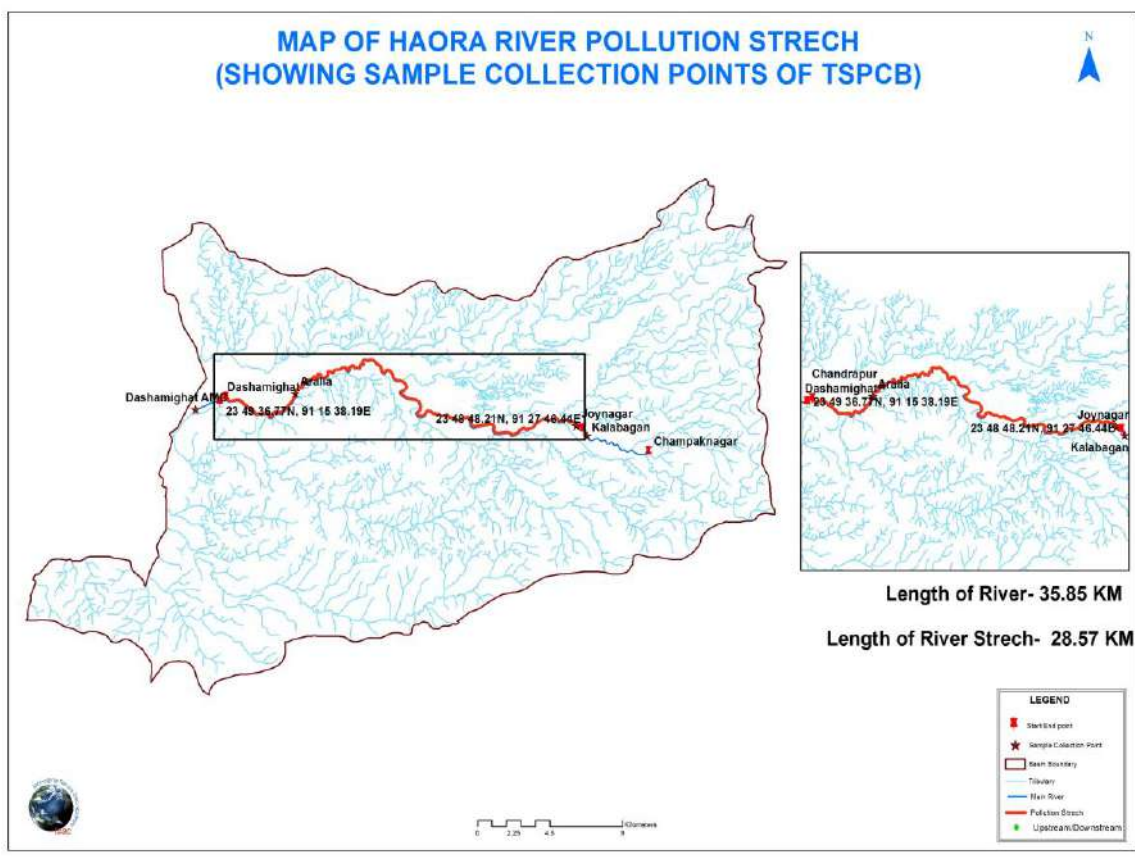 MAP OF HAORA RIVER POLLUTION STRECH
(SHOWING SAMPLE COLLECTION POINTS OF TSPCB)
N
Dashamighat
Aralia
Dashamighat
23 49 36.77N, 91 15 38.19E
23 48 48.21N, 91 27 46.44E
Joynagar
Kalabagan
Champaknagar
Chandrapur
Dashamighat
Aralia
23 49 36.77N, 91 15 38.19E
Joynagar
23 48 48.21N, 91 27 46.44E
Kalabagan
Length of River- 35.85 KM
Length of River Strech- 28.57 KM
LEGEND
Start/End point
Sample Collection Point
Basin Boundary
Tributary
Main River
Pollution Strech
Upstream/Downstream
0 2.25 4.5 9
Kilometers